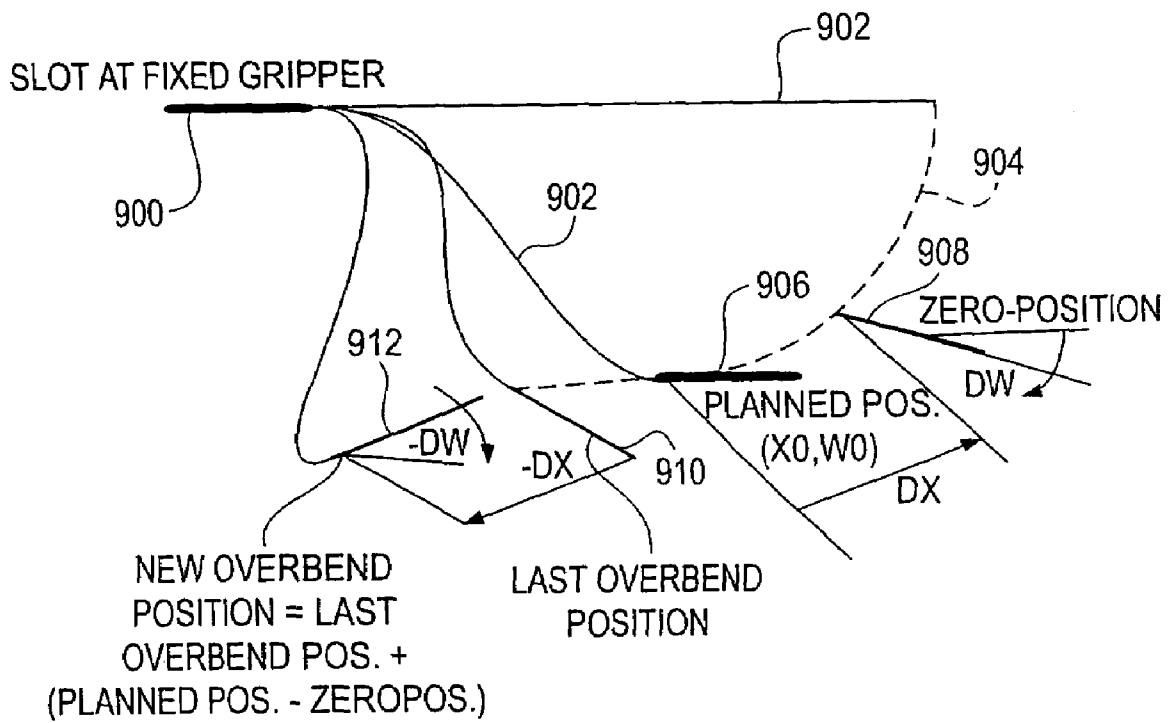 902
SLOT AT FIXED GRIPPER
904
900
902
908
906
ZERO-POSITION
912
DW
PLANNED POS.
(X0,W0)
-DW
-DX
910
DX
NEW OVERBEND
POSITION = LAST
OVERBEND POS. +
(PLANNED POS. - ZEROPOS.)
LAST OVERBEND
POSITION